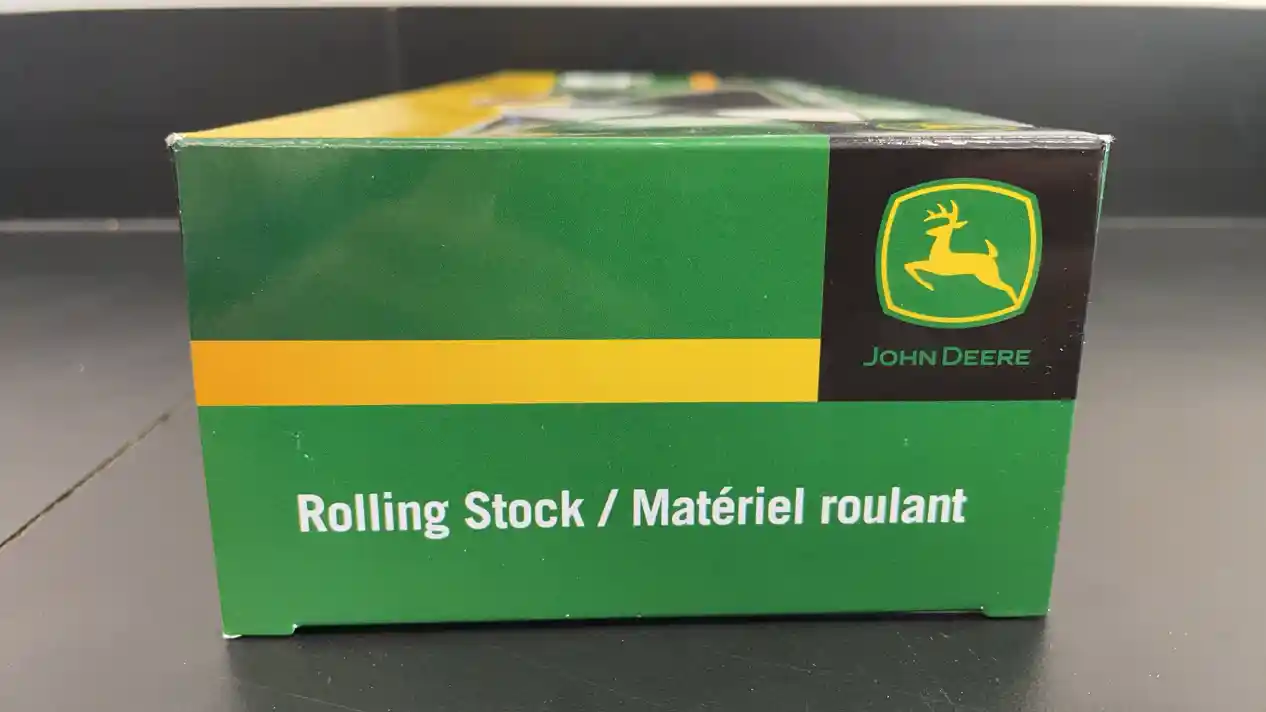 JOHN DEERE
Rolling Stock / Matériel roulant